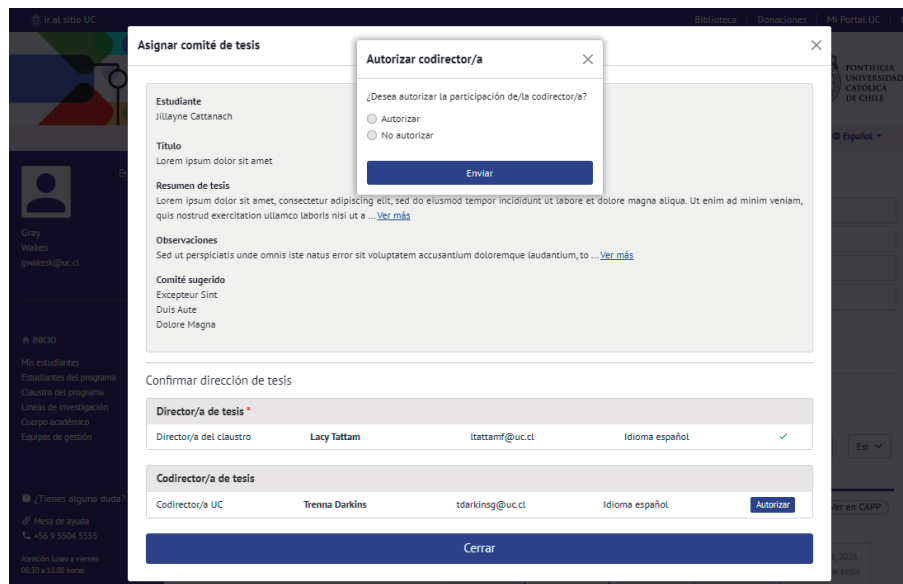 ir al sitio UC
Biblioteca
Donaciones
Mi Portal UC
PONTIFICIA
UNIVERSIDAD
CATÓLICA
DE CHILE
Español
Gray
Wakes
gwakesk@uc.cl
INICIO
Mis estudiantes
Estudiantes del programa
Claustro del programa
Líneas de investigación
Cuerpo académico
Equipos de gestión
¿Tienes alguna duda?
Mesa de ayuda
+56 9 5504 5555
Atención lunes a viernes
08:30 a 18:00 horas
Asignar comité de tesis
Estudiante
Jillayne Cattanach
Título
Lorem ipsum dolor sit amet
Resumen de tesis
Lorem ipsum dolor sit amet, consectetur adipiscing elit, sed do eiusmod tempor incididunt ut labore et dolore magna aliqua. Ut enim ad minim veniam,
quis nostrud exercitation ullamco laboris nisi ut a ... Ver más
Observaciones
Sed ut perspiciatis unde omnis iste natus error sit voluptatem accusantium doloremque laudantium, to ... Ver más
Comité sugerido
Excepteur Sint
Duis Aute
Dolore Magna
Autorizar codirector/a
¿Desea autorizar la participación de/la codirector/a?
Autorizar
No autorizar
Enviar
Confirmar dirección de tesis
Director/a de tesis *
Director/a del claustro Lacy Tattam ltattamf@uc.cl Idioma español
Codirector/a de tesis
Codirector/a UC Trenna Darkins tdarkinsg@uc.cl Idioma español Autorizar
Cerrar
Est
Ver en CAPP
2026
de tesis